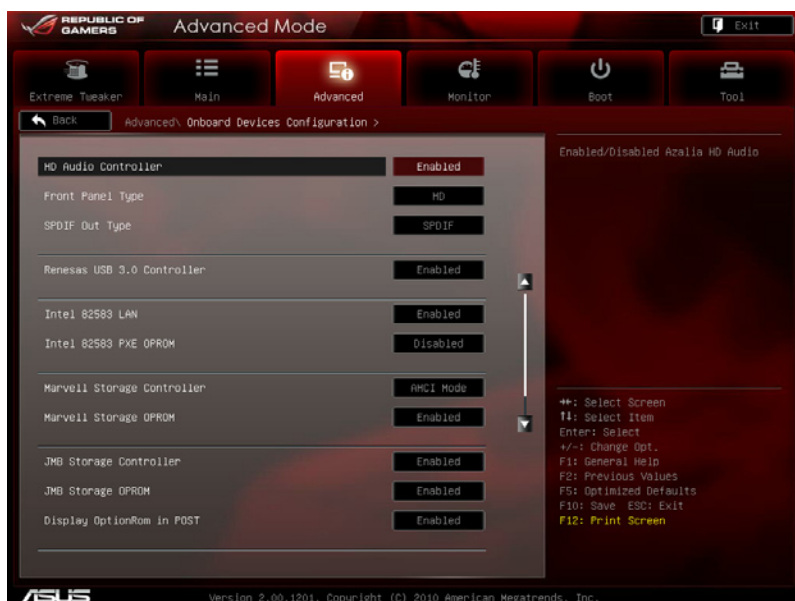 REPUBLIC OF
GAMERS
Advanced Mode
Exit
Extreme Tweaker
Main
Advanced
Monitor
Boot
Tool
Back
Advanced\ Onboard Devices Configuration >
HD Audio Controller Enabled
Front Panel Type HD
SPDIF Out Type SPDIF
Renesas USB 3.0 Controller Enabled
Intel 82583 LAN Enabled
Intel 82583 PXE OPROM Disabled
Marvell Storage Controller AHCI Mode
Marvell Storage OPROM Enabled
JMB Storage Controller Enabled
JMB Storage OPROM Enabled
Display OptionRom in POST Enabled
Enabled/Disabled Azalia HD Audio
→←: Select Screen
↑↓: Select Item
Enter: Select
+/-: Change Opt.
F1: General Help
F2: Previous Values
F5: Optimized Defaults
F10: Save ESC: Exit
F12: Print Screen
ASUS
Version 2.00.1201. Copyright (C) 2010 American Megatrends, Inc.